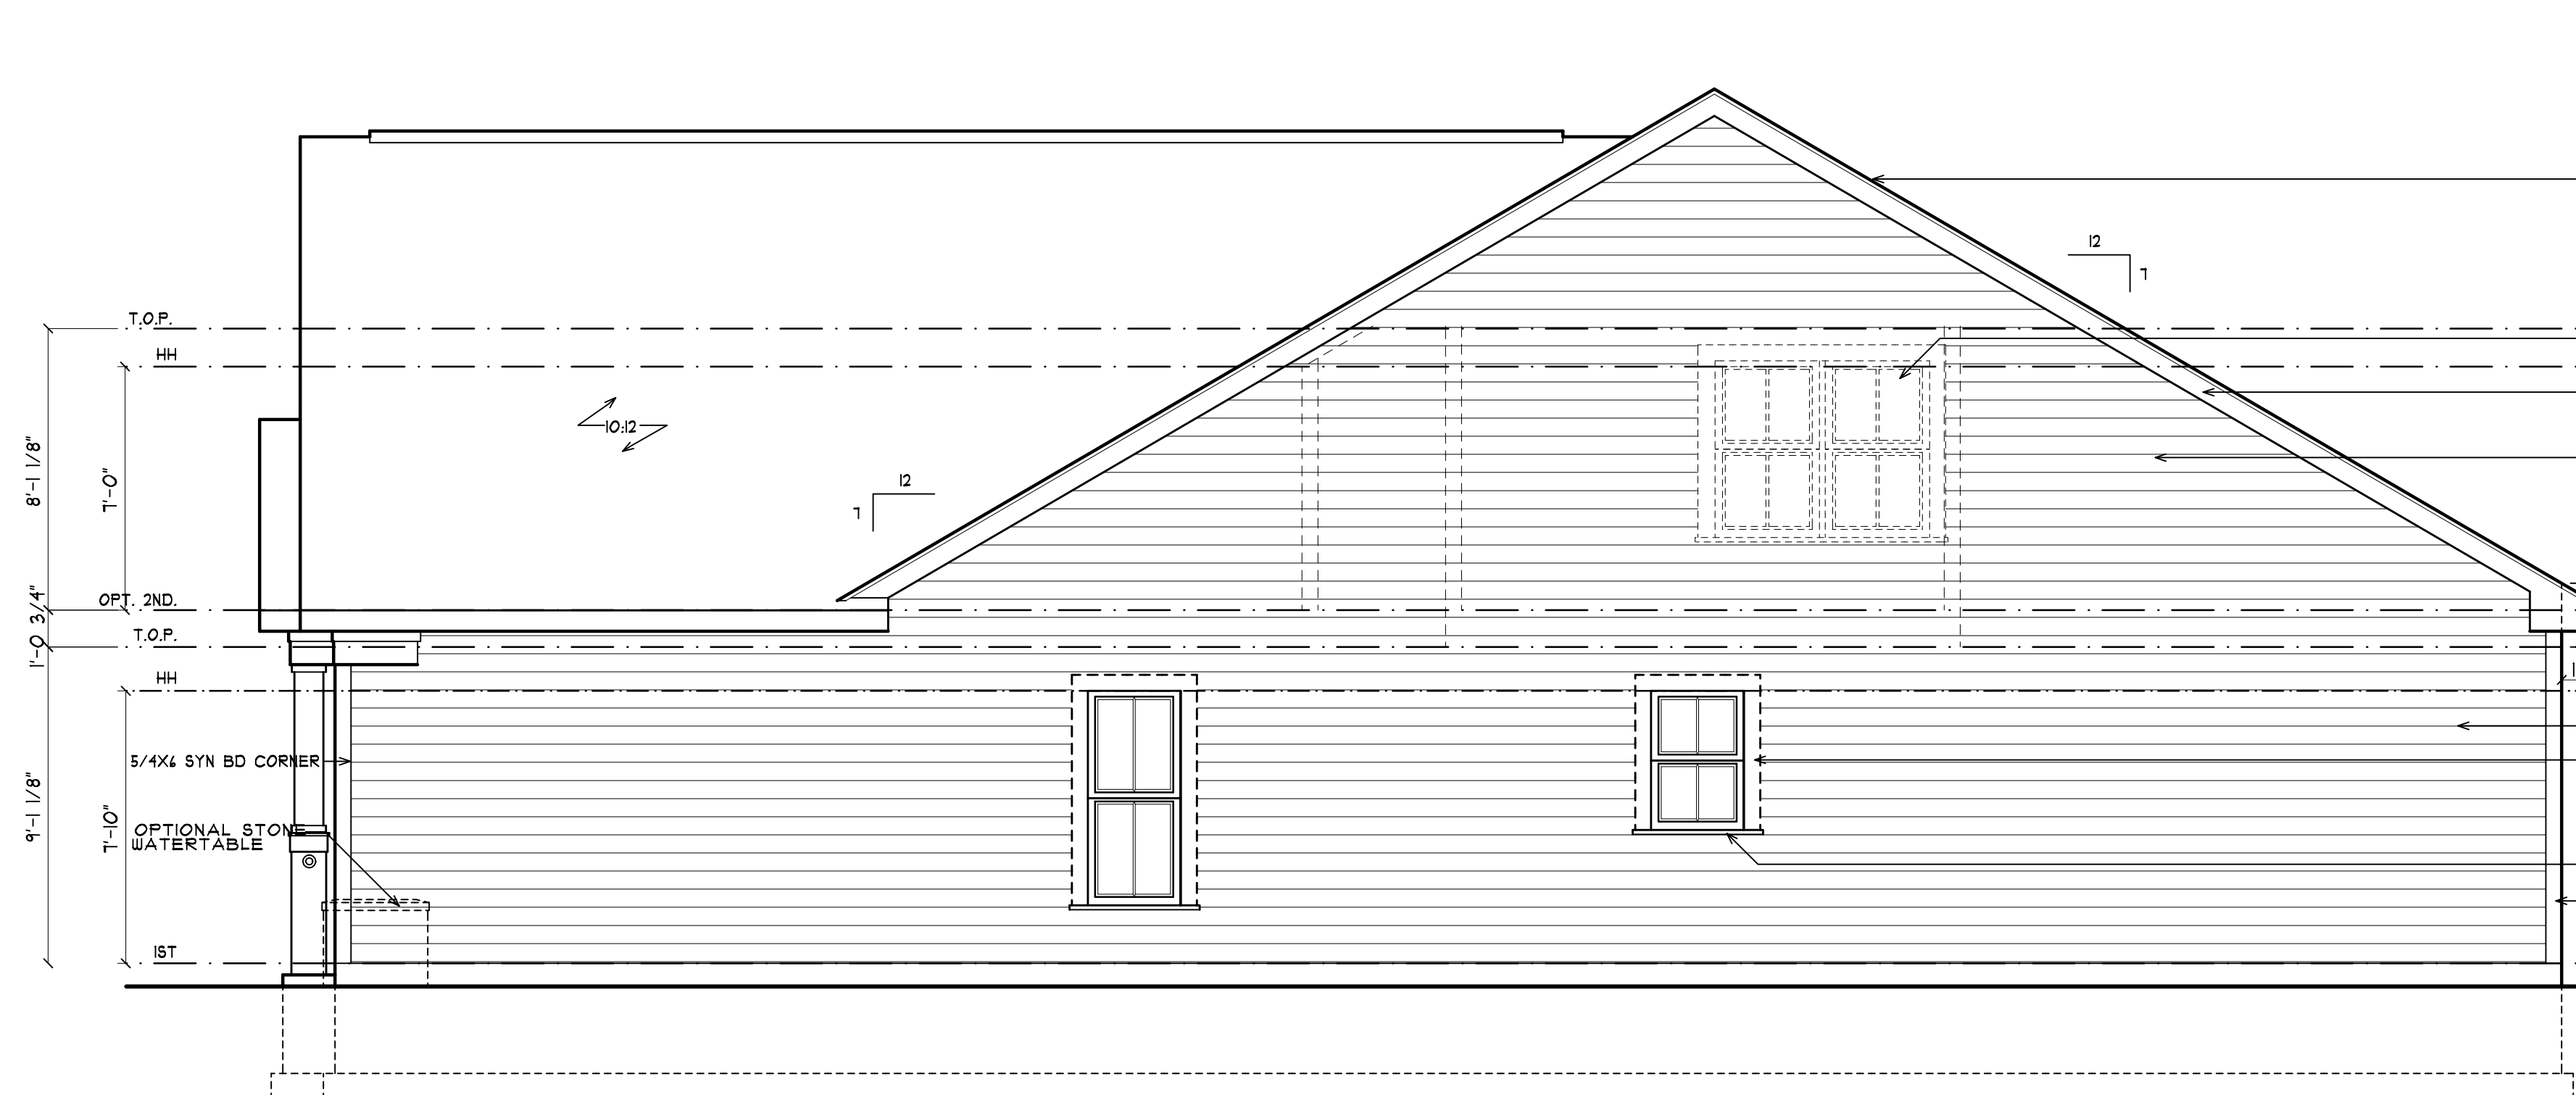 12
7
T.O.P.
HH
10:12
8'-1 1/8"
7'-0"
12
7
OPT. 2ND.
1'-0 3/4"
T.O.P.
HH
5/4X6 SYN BD CORNER
9'-1 1/8"
7'-10"
OPTIONAL STONE
WATERTABLE
1ST